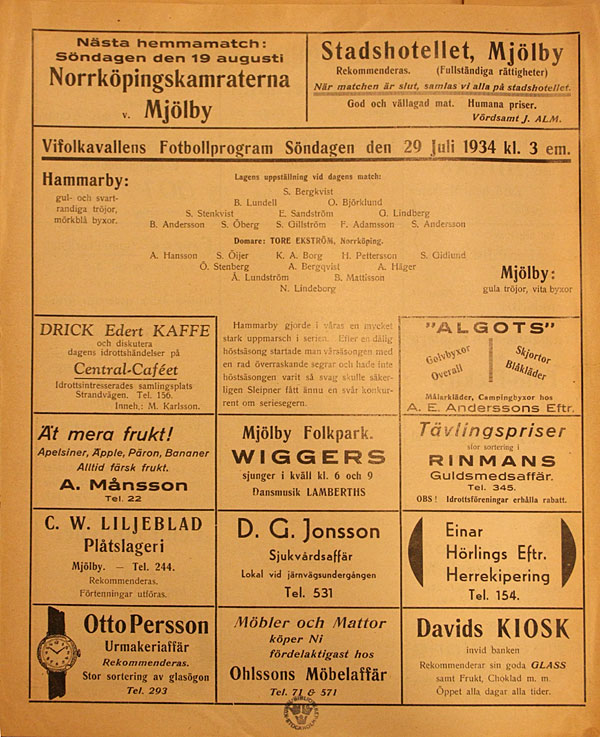 Nästa hemmamatch:
Söndagen den 19 augusti
Norrköpingskamraterna
v. Mjölby
Stadshotellet, Mjölby
Rekommenderas. (Fullständiga rättigheter)
När matchen är slut, samlas vi alla på stadshotellet.
God och vällagad mat. Humana priser.
Vördsamt J. ALM.
Vifolkavallens Fotbollprogram Söndagen den 29 Juli 1934 kl. 3 em.
Hammarby:
gul- och svart-
randiga tröjor,
mörkblå byxor.
Lagens uppställning vid dagens match:
S. Bergkvist
B. Lundell O. Björklund
S. Stenkvist E. Sandström G. Lindberg
B. Andersson S. Öberg S. Gillström F. Adamsson S. Andersson
Domare: TORE EKSTRÖM, Norrköping.
A. Hansson S. Öijer K. A. Borg H. Pettersson S. Gidlund
Ö. Stenberg A. Bergqvist A. Häger
Å. Lundström B. Mattisson
N. Lindeborg
Mjölby:
gula tröjor, vita byxor
DRICK Edert KAFFE
och diskutera
dagens idrottshändelser på
Central-Caféet
Idrottsintresserades samlingsplats
Strandvägen. Tel. 156.
Inneh.: M. Karlsson.
Hammarby gjorde i våras en mycket
stark uppmarsch i serien. Efter en dålig
höstsäsong startade man vårsäsongen med
en rad överraskande segrar och hade inte
höstsäsongen varit så svag skulle säker-
ligen Sleipner fått ännu en svår konkur-
rent om seriesegern.
"ALGOTS"
Golvbyxor
Overall
Skjortor
Blåkläder
Målarkläder, Campingbyxor hos
A. E. Anderssons Eftr.
Ät mera frukt!
Apelsiner, Äpple, Päron, Bananer
Alltid färsk frukt.
A. Månsson
Tel. 22
Mjölby Folkpark.
WIGGERS
sjunger i kväll kl. 6 och 9
Dansmusik LAMBERTHS
Tävlingspriser
stor sortering i
RINMANS
Guldsmedsaffär.
Tel. 345.
OBS! Idrottsföreningar erhålla rabatt.
C. W. LILJEBLAD
Plåtslageri
Mjölby. — Tel. 244.
Rekommenderas.
Förtenningar utföras.
D. G. Jonsson
Sjukvårdsaffär
Lokal vid järnvägsundergången
Tel. 531
Einar
Hörlings Eftr.
Herrekipering
Tel. 154.
Otto Persson
Urmakeriaffär
Rekommenderas.
Stor sortering av glasögon
Tel. 293
Möbler och Mattor
köper Ni
fördelaktigast hos
Ohlssons Möbelaffär
Tel. 71 & 571
Davids KIOSK
invid banken
Rekommenderar sin goda GLASS
samt Frukt, Choklad m. m.
Öppet alla dagar alla tider.